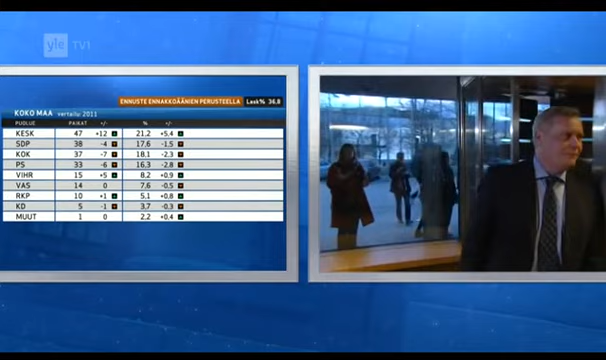 yle TV1
ENNUSTE ENNAKKOÄÄNIEN PERUSTEELLA Lask% 36.8
KOKO MAA vertailu: 2011
PUOLUE PAIKAT +/- % +/-
KESK 47 +12 21,2 +5,4
SDP 38 -4 17,6 -1,5
KOK 37 -7 18,1 -2,3
PS 33 -6 16,3 -2,8
VIHR 15 +5 8,2 +0,9
VAS 14 0 7,6 -0,5
RKP 10 +1 5,1 +0,8
KD 5 -1 3,7 -0,3
MUUT 1 0 2,2 +0,4